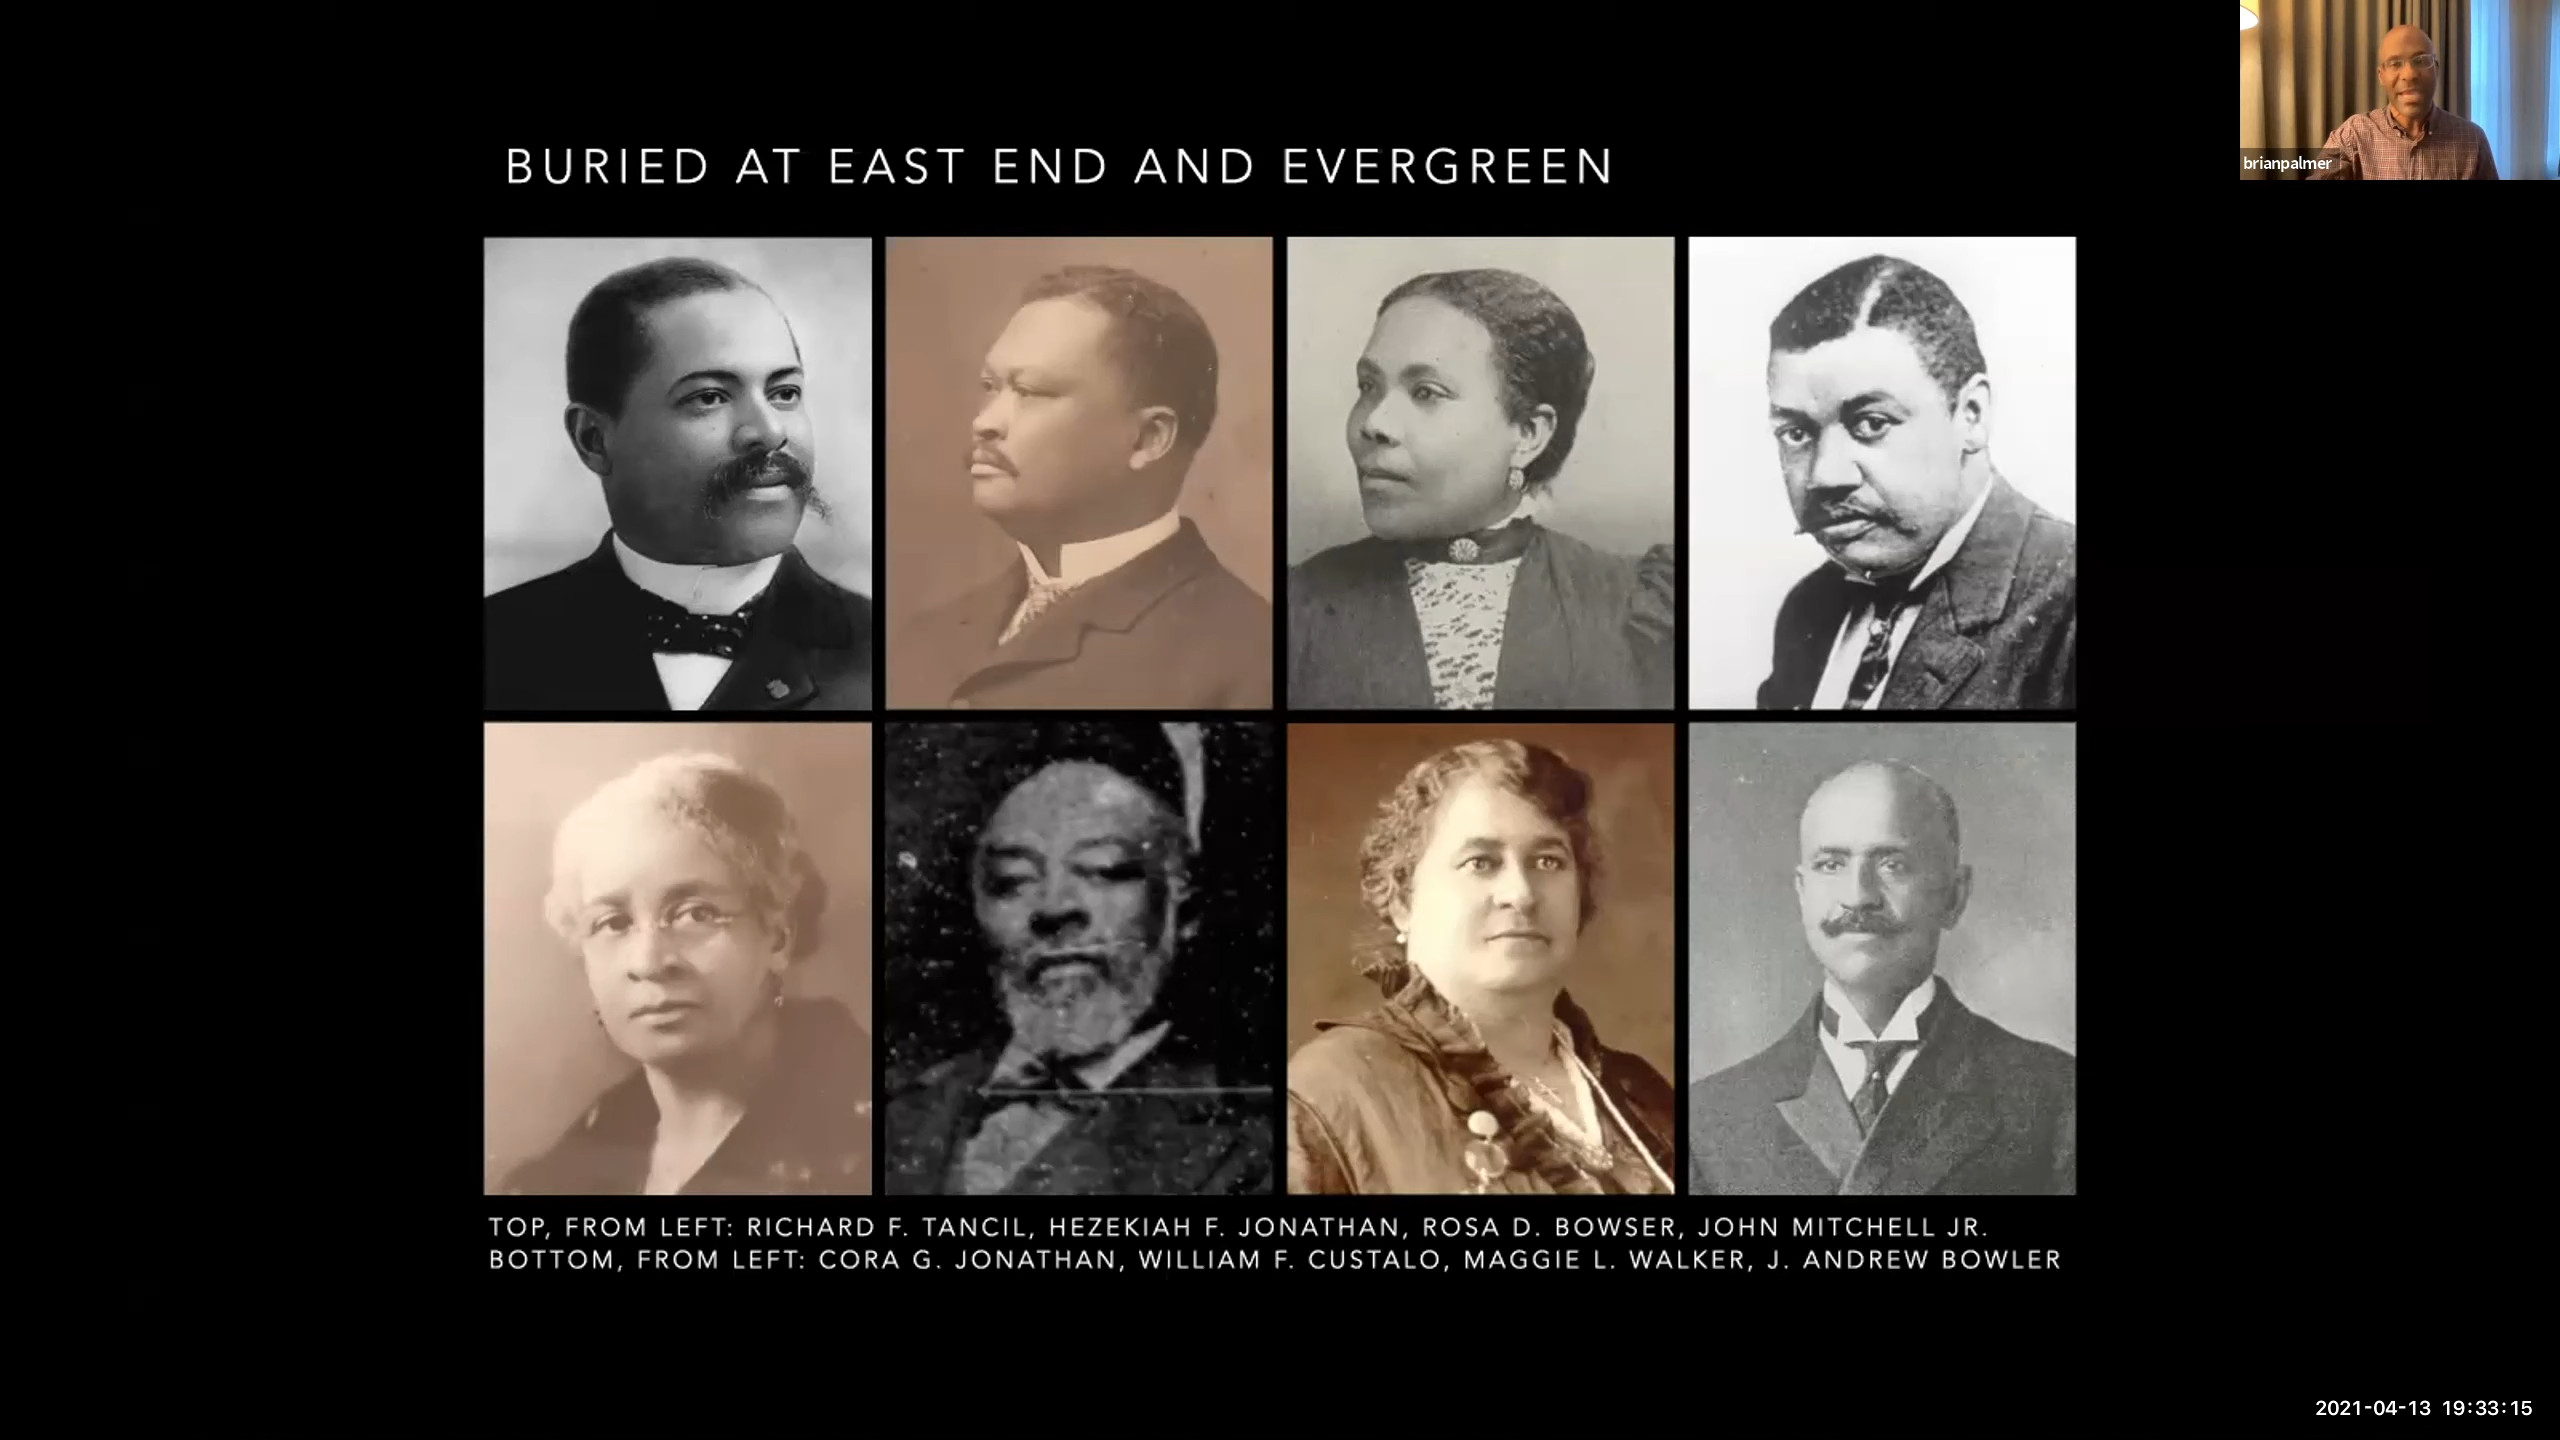 brianpalmer
BURIED AT EAST END AND EVERGREEN
TOP, FROM LEFT: RICHARD F. TANCIL, HEZEKIAH F. JONATHAN, ROSA D. BOWSER, JOHN MITCHELL JR.
BOTTOM, FROM LEFT: CORA G. JONATHAN, WILLIAM F. CUSTALO, MAGGIE L. WALKER, J. ANDREW BOWLER
2021-04-13 19:33:15